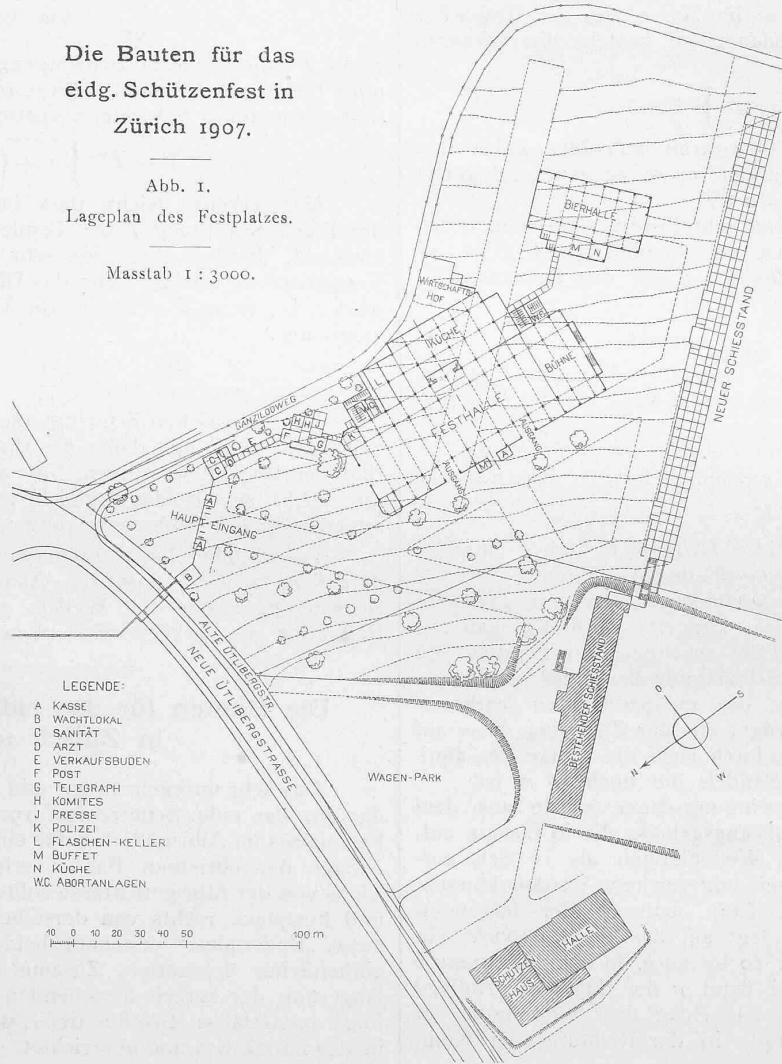 Die Bauten für das
eidg. Schützenfest in
Zürich 1907.
Abb. 1.
Lageplan des Festplatzes.
Masstab 1 : 3000.
BIERHALLE
M N
WIRTSCHAFTS
HOF
KÜCHE
L
BÜHNE
FESTHALLE
NEUER SCHIESSTAND
W.C.
K
GÄNZILOOWEG
H H J
F G
E
C
C D
AUSGANG
AUSGANG
M A
A
HAUPT EINGANG
A
B
ALTE ÜTLIBERGSTR.
NEUE ÜTLIBERGSTRASSE
BESTEHENDER SCHIESSTAND
O
S
N
W
WAGEN-PARK
HALLE
SCHÜTZEN
HAUS
LEGENDE:
A KASSE
B WACHTLOKAL
C SANITÄT
D ARZT
E VERKAUFSBUDEN
F POST
G TELEGRAPH
H KOMITES
J PRESSE
K POLIZEI
L FLASCHEN-KELLER
M BUFFET
N KÜCHE
W.C. ABORTANLAGEN
10 0 10 20 30 40 50 100 m.